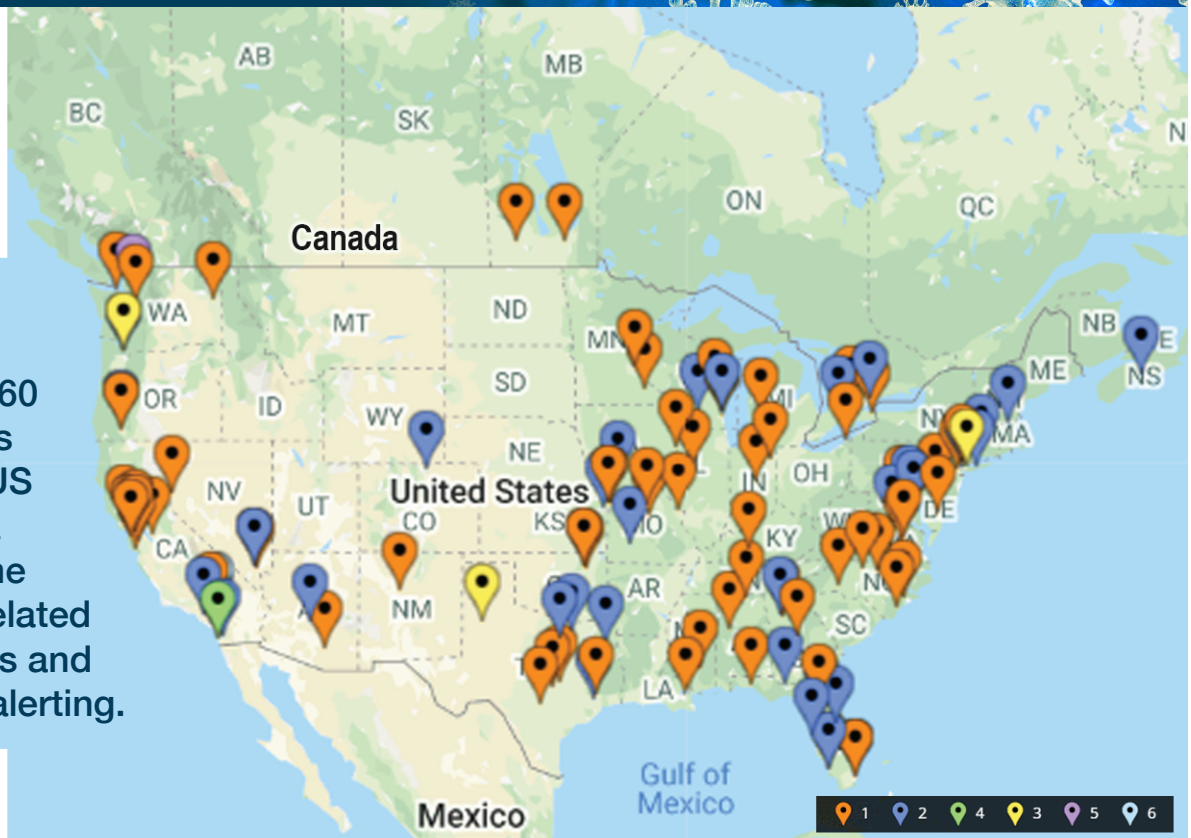 AB
MB
BC
SK
N
ON
QC
Canada
WA
MT
ND
MN
NB
E
NS
ME
OR
ID
WY
SD
MI
NY
MA
60
s
US
NE
IN
OH
United States
NV
UT
CO
KS
MO
DE
CA
KY
ne
elated
s and
alerting.
NM
AR
SC
LA
Gulf of
Mexico
Mexico
1 2 4 3 5 6